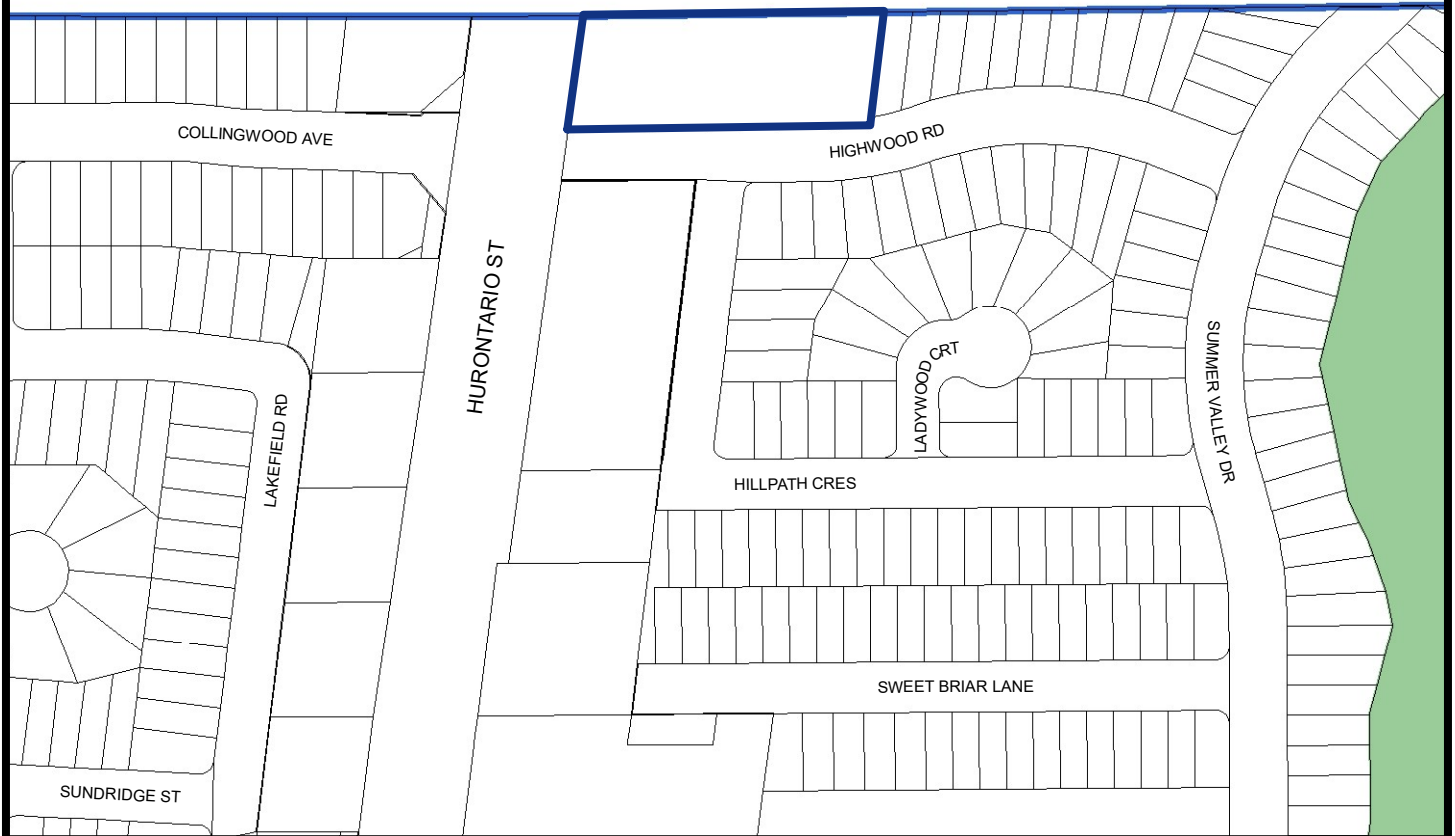 COLLINGWOOD AVE
HIGHWOOD RD
HURONTARIO ST
LADYWOOD CRT
SUMMER VALLEY DR
LAKEFIELD RD
HILLPATH CRES
SWEET BRIAR LANE
SUNDRIDGE ST